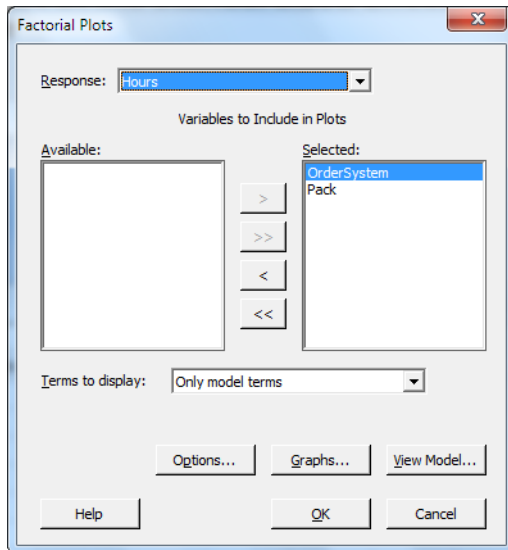 Factorial Plots
Response: Hours
Variables to Include in Plots
Available: Selected:
OrderSystem
Pack
>
>>
<
<<
Terms to display: Only model terms
Options... Graphs... View Model...
Help OK Cancel